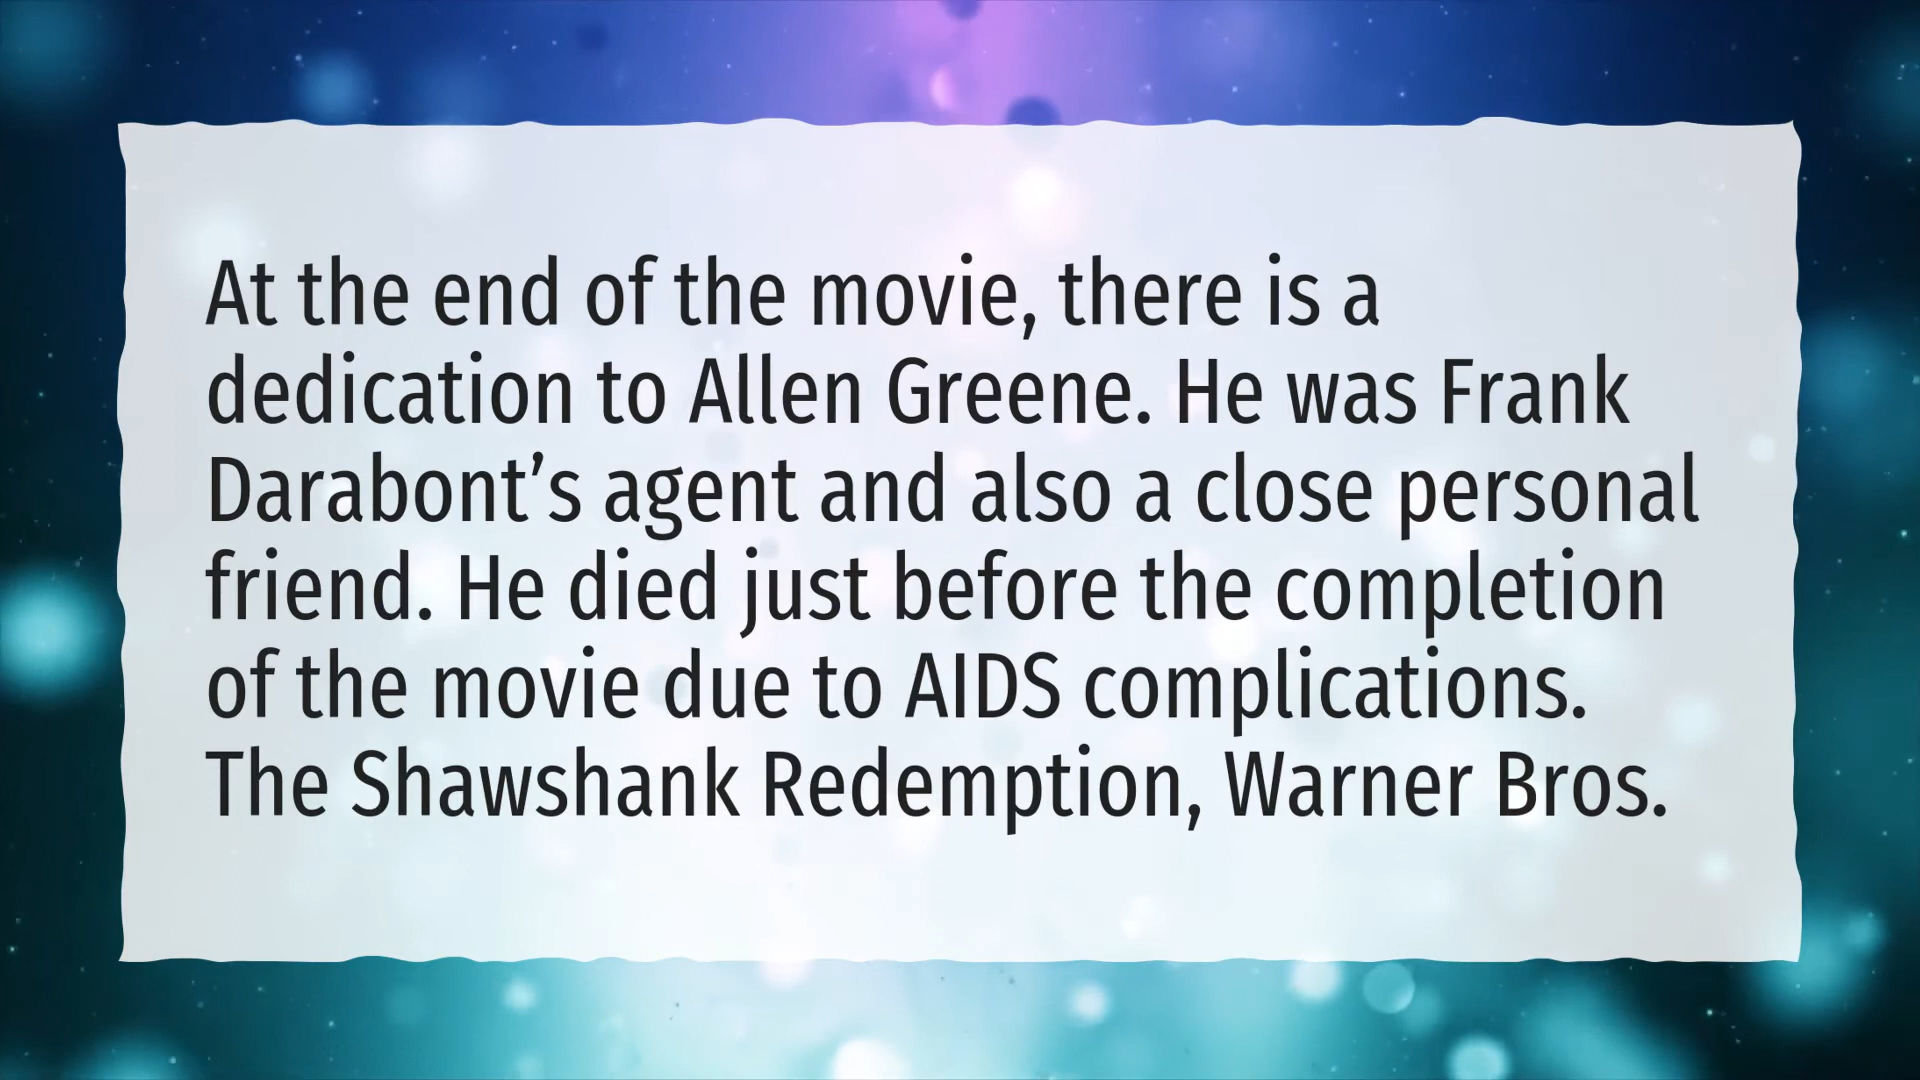 At the end of the movie, there is a
dedication to Allen Greene. He was Frank
Darabont’s agent and also a close personal
friend. He died just before the completion
of the movie due to AIDS complications.
The Shawshank Redemption, Warner Bros.